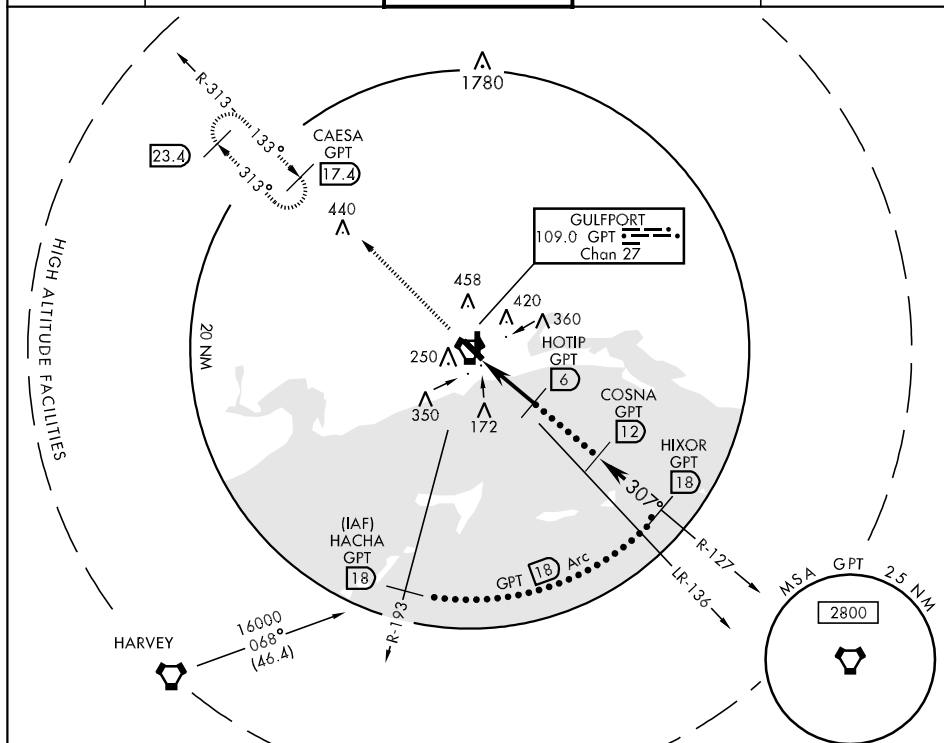 1780
R-313
133°
313°
23.4
CAESA
GPT
17.4
440
GULFPORT
109.0 GPT
Chan 27
HIGH ALTITUDE FACILITIES
20 NM
458
420
360
250
HOTIP
GPT
6
350
172
COSNA
GPT
12
HIXOR
GPT
18
307°
R-127
(IAF)
HACHA
GPT
18
GPT 18 Arc
LR-136
R-193
HARVEY
16000
068°
(46.4)
MSA GPT 25 NM
2800